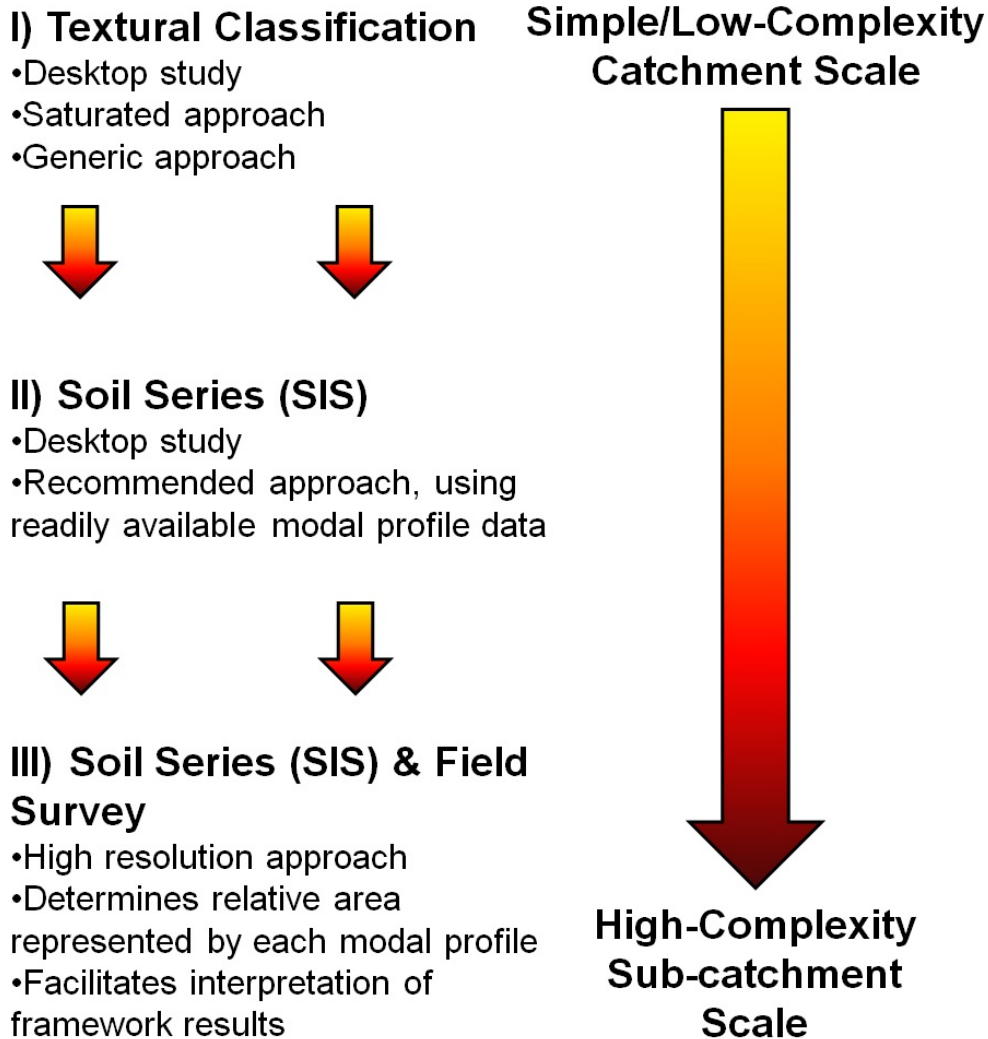 I) Textural Classification
•Desktop study
•Saturated approach
•Generic approach
Simple/Low-Complexity
Catchment Scale
II) Soil Series (SIS)
•Desktop study
•Recommended approach, using
readily available modal profile data
III) Soil Series (SIS) & Field
Survey
•High resolution approach
•Determines relative area
represented by each modal profile
•Facilitates interpretation of
framework results
High-Complexity
Sub-catchment
Scale